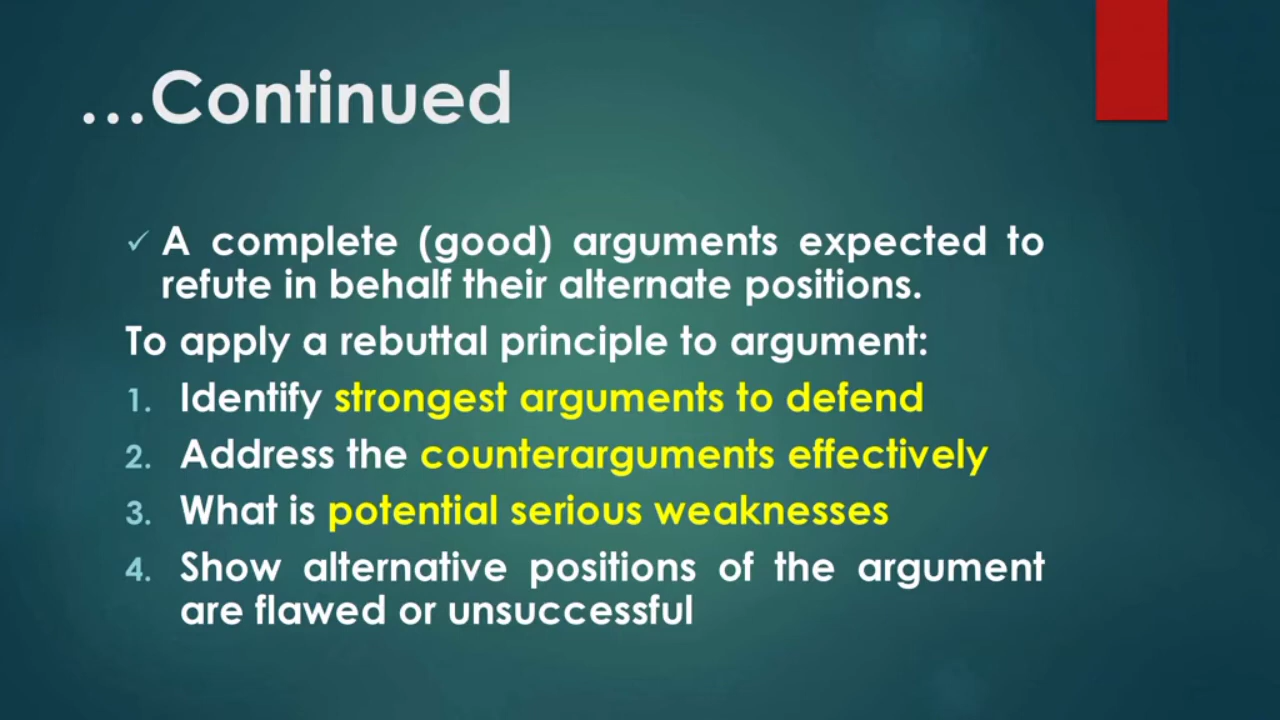 ...Continued
✓ A complete (good) arguments expected to
refute in behalf their alternate positions.
To apply a rebuttal principle to argument:
1. Identify strongest arguments to defend
2. Address the counterarguments effectively
3. What is potential serious weaknesses
4. Show alternative positions of the argument
are flawed or unsuccessful